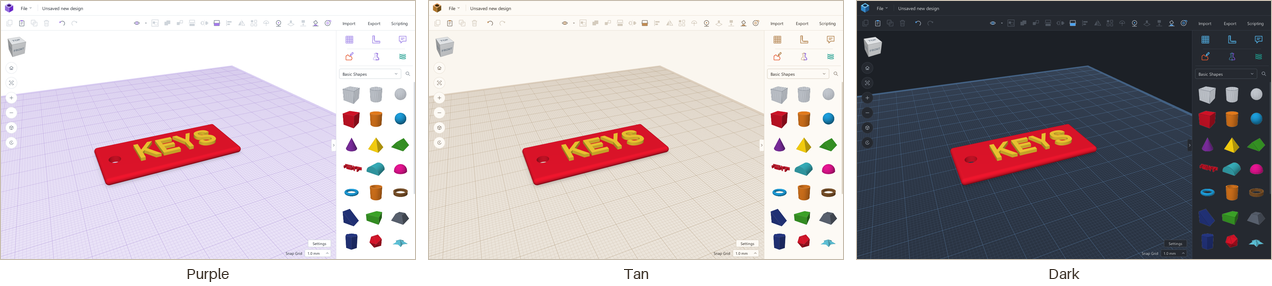 File
Unsaved new design
Import
Export
Scripting
Basic Shapes
KEYS
Settings
Snap Grid
1.0 mm
File
Unsaved new design
Import
Export
Scripting
Basic Shapes
KEYS
Settings
Snap Grid
1.0 mm
File
Unsaved new design
Import
Export
Scripting
Basic Shapes
KEYS
Settings
Snap Grid
1.0 mm
Purple
Tan
Dark